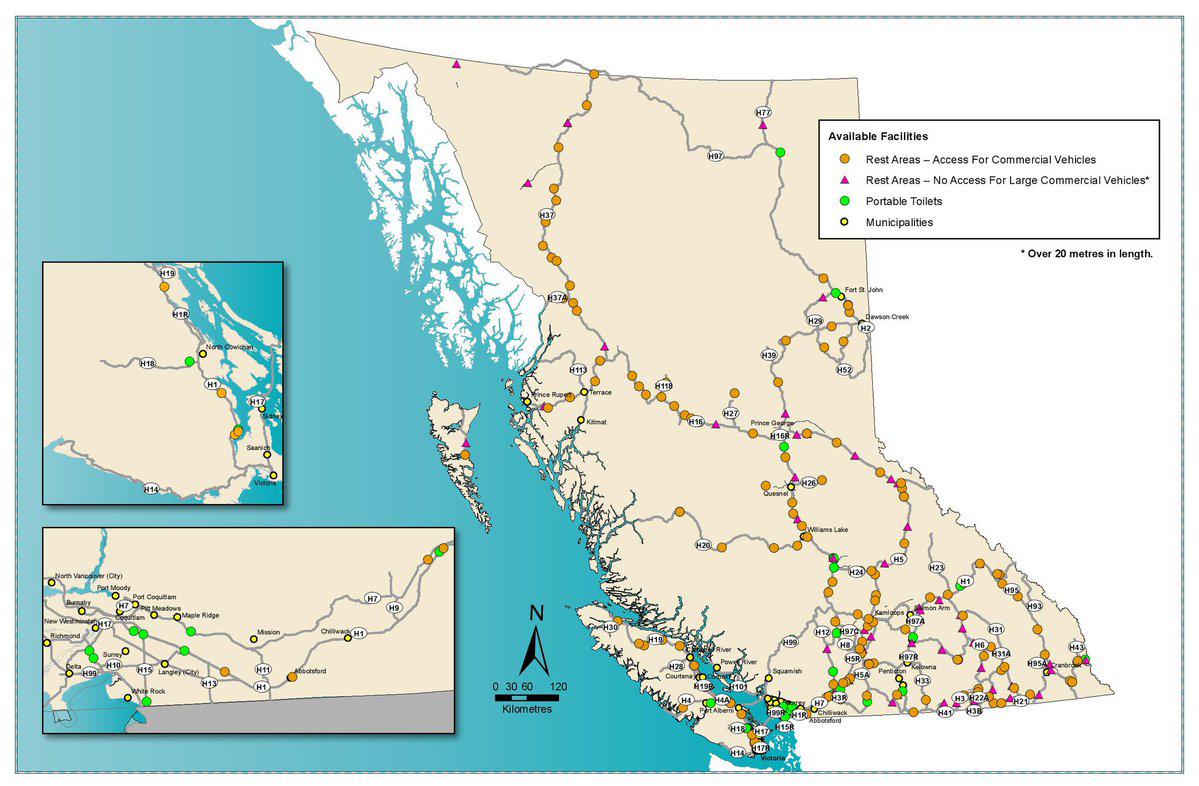 Available Facilities
Rest Areas – Access For Commercial Vehicles
Rest Areas – No Access For Large Commercial Vehicles*
Portable Toilets
Municipalities
* Over 20 metres in length.
H77
H97
H37
H37A
Fort St. John
Dawson Creek
H29
H2
H39
H52
H113
H118
Prince Rupert
Terrace
H27
Kitimat
H16
Prince George
H16R
H26
Quesnel
Williams Lake
H20
H5
H24
H23
H1
H95
H93
Kamloops
Salmon Arm
H97A
H30
H19
H99
H12
H97C
H8
H31
H6
H43
H28
Power River
Squamish
H5R
H97R
Kelowna
H31A
H95A
Cranbrook
Courtenay
H19B
H101
H5A
Penticton
H33
H4
H4A
Port Alberni
H99R
H1R
H7
H3R
Chilliwack
Abbotsford
H41
H3
H22A
H3B
H21
H18
H17
H15R
H14
H17R
Victoria
H19
H1R
North Cowichan
H18
H1
H17
Sidney
Saanich
Victoria
H14
North Vancouver (City)
Port Moody
Port Coquitlam
Burnaby
H7
Pitt Meadows
Maple Ridge
New Westminster
H17
Coquitlam
Richmond
Surrey
Mission
Chilliwack
H1
H7
H9
Delta
H99
H10
H15
Langley (City)
H13
H11
H1
Abbotsford
White Rock
N
0 30 60 120
Kilometres